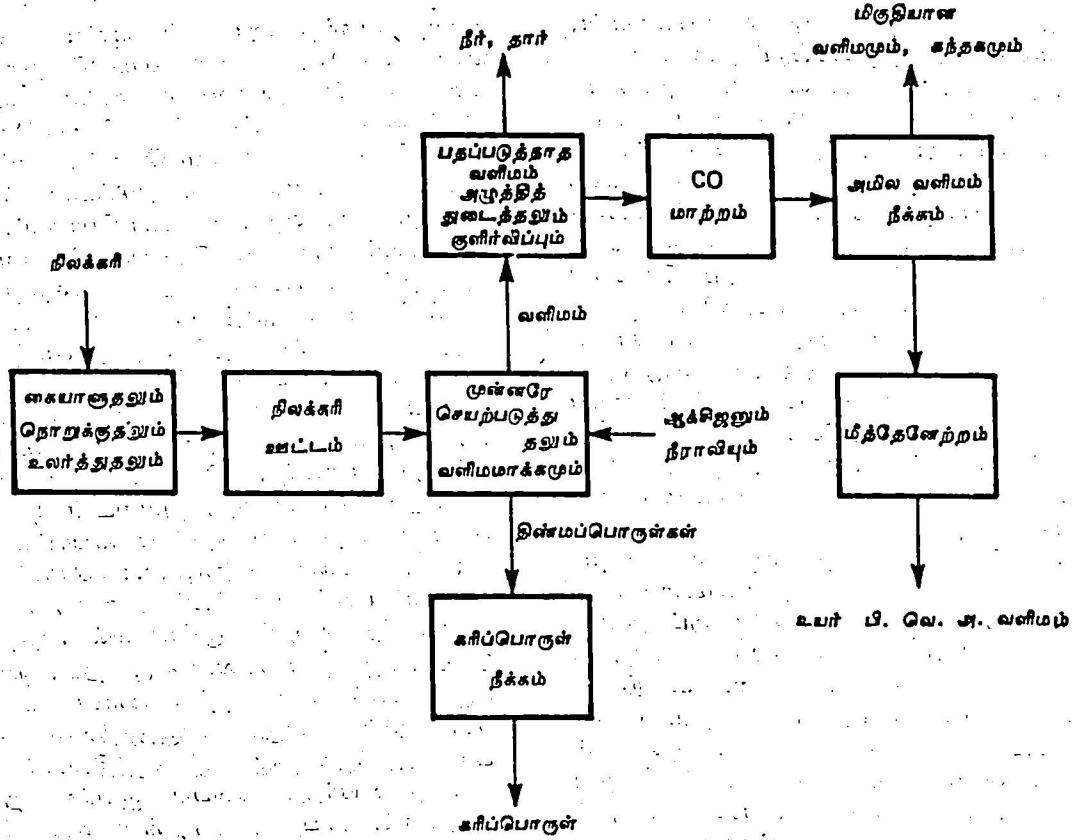 மிகுதியான
வளிமமும், கந்தகமும்
நீர், தார்
பதப்படுத்தாத
வளிமம்
அழுத்தித்
துடைத்தலும்
குளிர்விப்பும்
CO
மாற்றம்
அமில வளிமம்
நீக்கம்
நிலக்கரி
வளிமம்
கையாளுதலும்
நொறுக்குதலும்
உலர்த்துதலும்
நிலக்கரி
ஊட்டம்
முன்னரே
செயற்படுத்து
தலும்
வளிமமாக்கமும்
ஆக்சிஜனும்
நீராவியும்
மீத்தேனேற்றம்
திண்மப்பொருள்கள்
கரிப்பொருள்
நீக்கம்
உயர் பி. வெ. அ. வளிமம்
கரிப்பொருள்